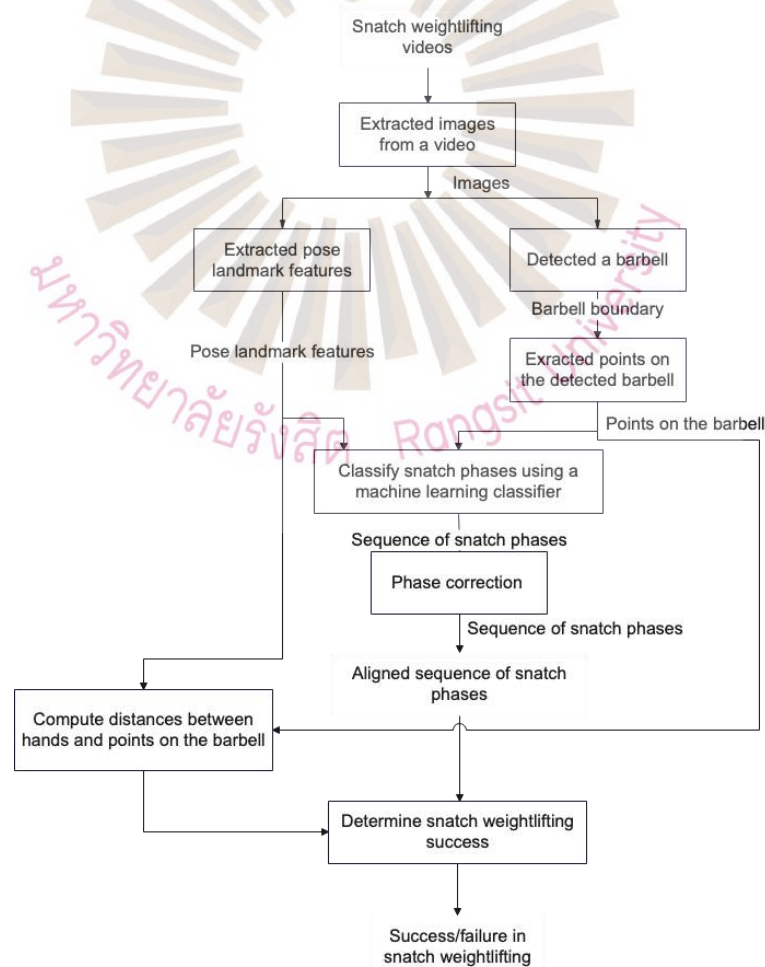 Snatch weightlifting
videos
Extracted images
from a video
Images
Extracted pose
landmark features
Detected a barbell
Barbell boundary
Pose landmark features
Exracted points on
the detected barbell
Points on the barbell
มหาวิทยาลัยรังสิต Rangsit University
Classify snatch phases using a
machine learning classifier
Sequence of snatch phases
Phase correction
Sequence of snatch phases
Aligned sequence of snatch
phases
Compute distances between
hands and points on the barbell
Determine snatch weightlifting
success
Success/failure in
snatch weightlifting